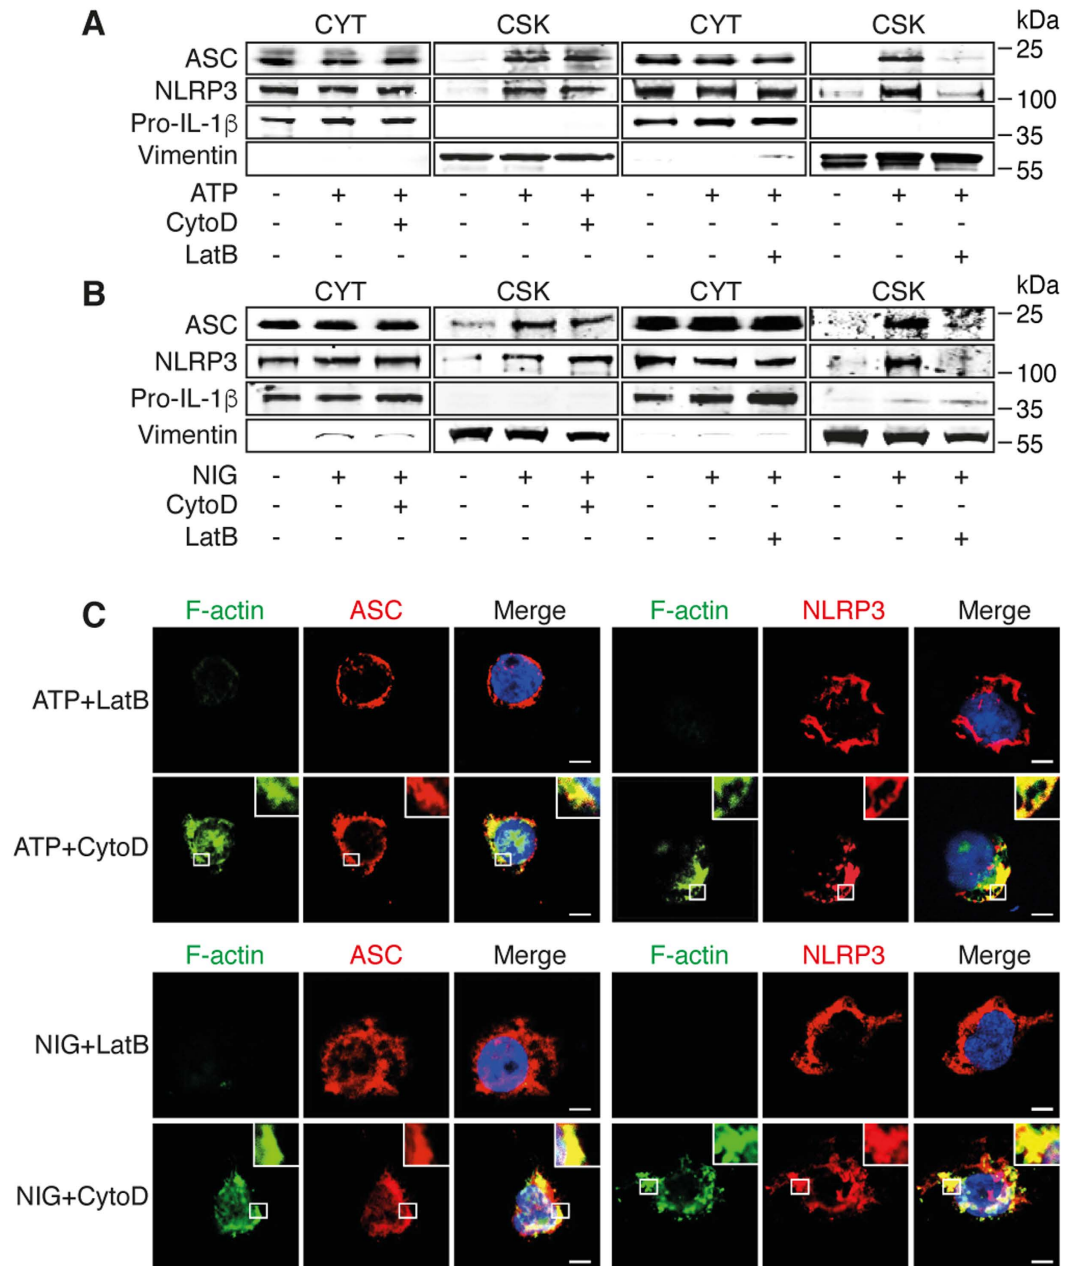 A
CYT CSK CYT CSK kDa
ASC 25
NLRP3 100
Pro-IL-1β 35
Vimentin 55
ATP - + + - + + - + + - + +
CytoD - - + - - + - - - - - -
LatB - - - - - - - - + - - +
B
CYT CSK CYT CSK kDa
ASC 25
NLRP3 100
Pro-IL-1β 35
Vimentin 55
NIG - + + - + + - + + - + +
CytoD - - + - - + - - - - - -
LatB - - - - - - - - + - - +
C
F-actin ASC Merge F-actin NLRP3 Merge
ATP+LatB
ATP+CytoD
F-actin ASC Merge F-actin NLRP3 Merge
NIG+LatB
NIG+CytoD